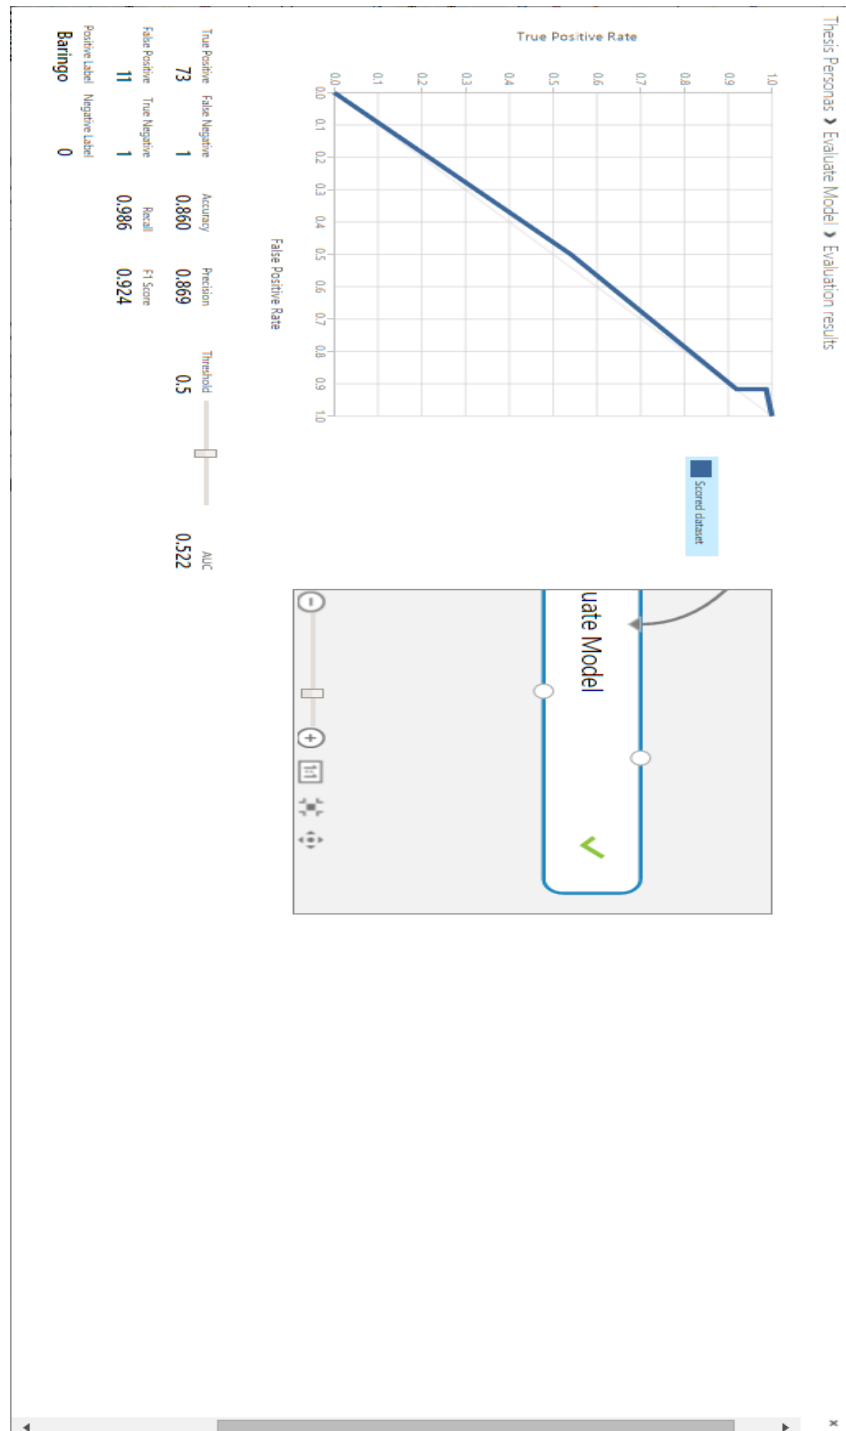 Thesis Personas ❯ Evaluate Model ❯ Evaluation results
×
True Positive Rate
1.0
0.9
0.8
0.7
0.6
0.5
0.4
0.3
0.2
0.1
0.0
0.0 0.1 0.2 0.3 0.4 0.5 0.6 0.7 0.8 0.9 1.0
False Positive Rate
Scored dataset
uate Model
1:1
True Positive False Negative Accuracy Precision Threshold AUC
73 1 0.860 0.869 0.5 0.522
False Positive True Negative Recall F1 Score
11 1 0.986 0.924
Positive Label Negative Label
Baringo 0